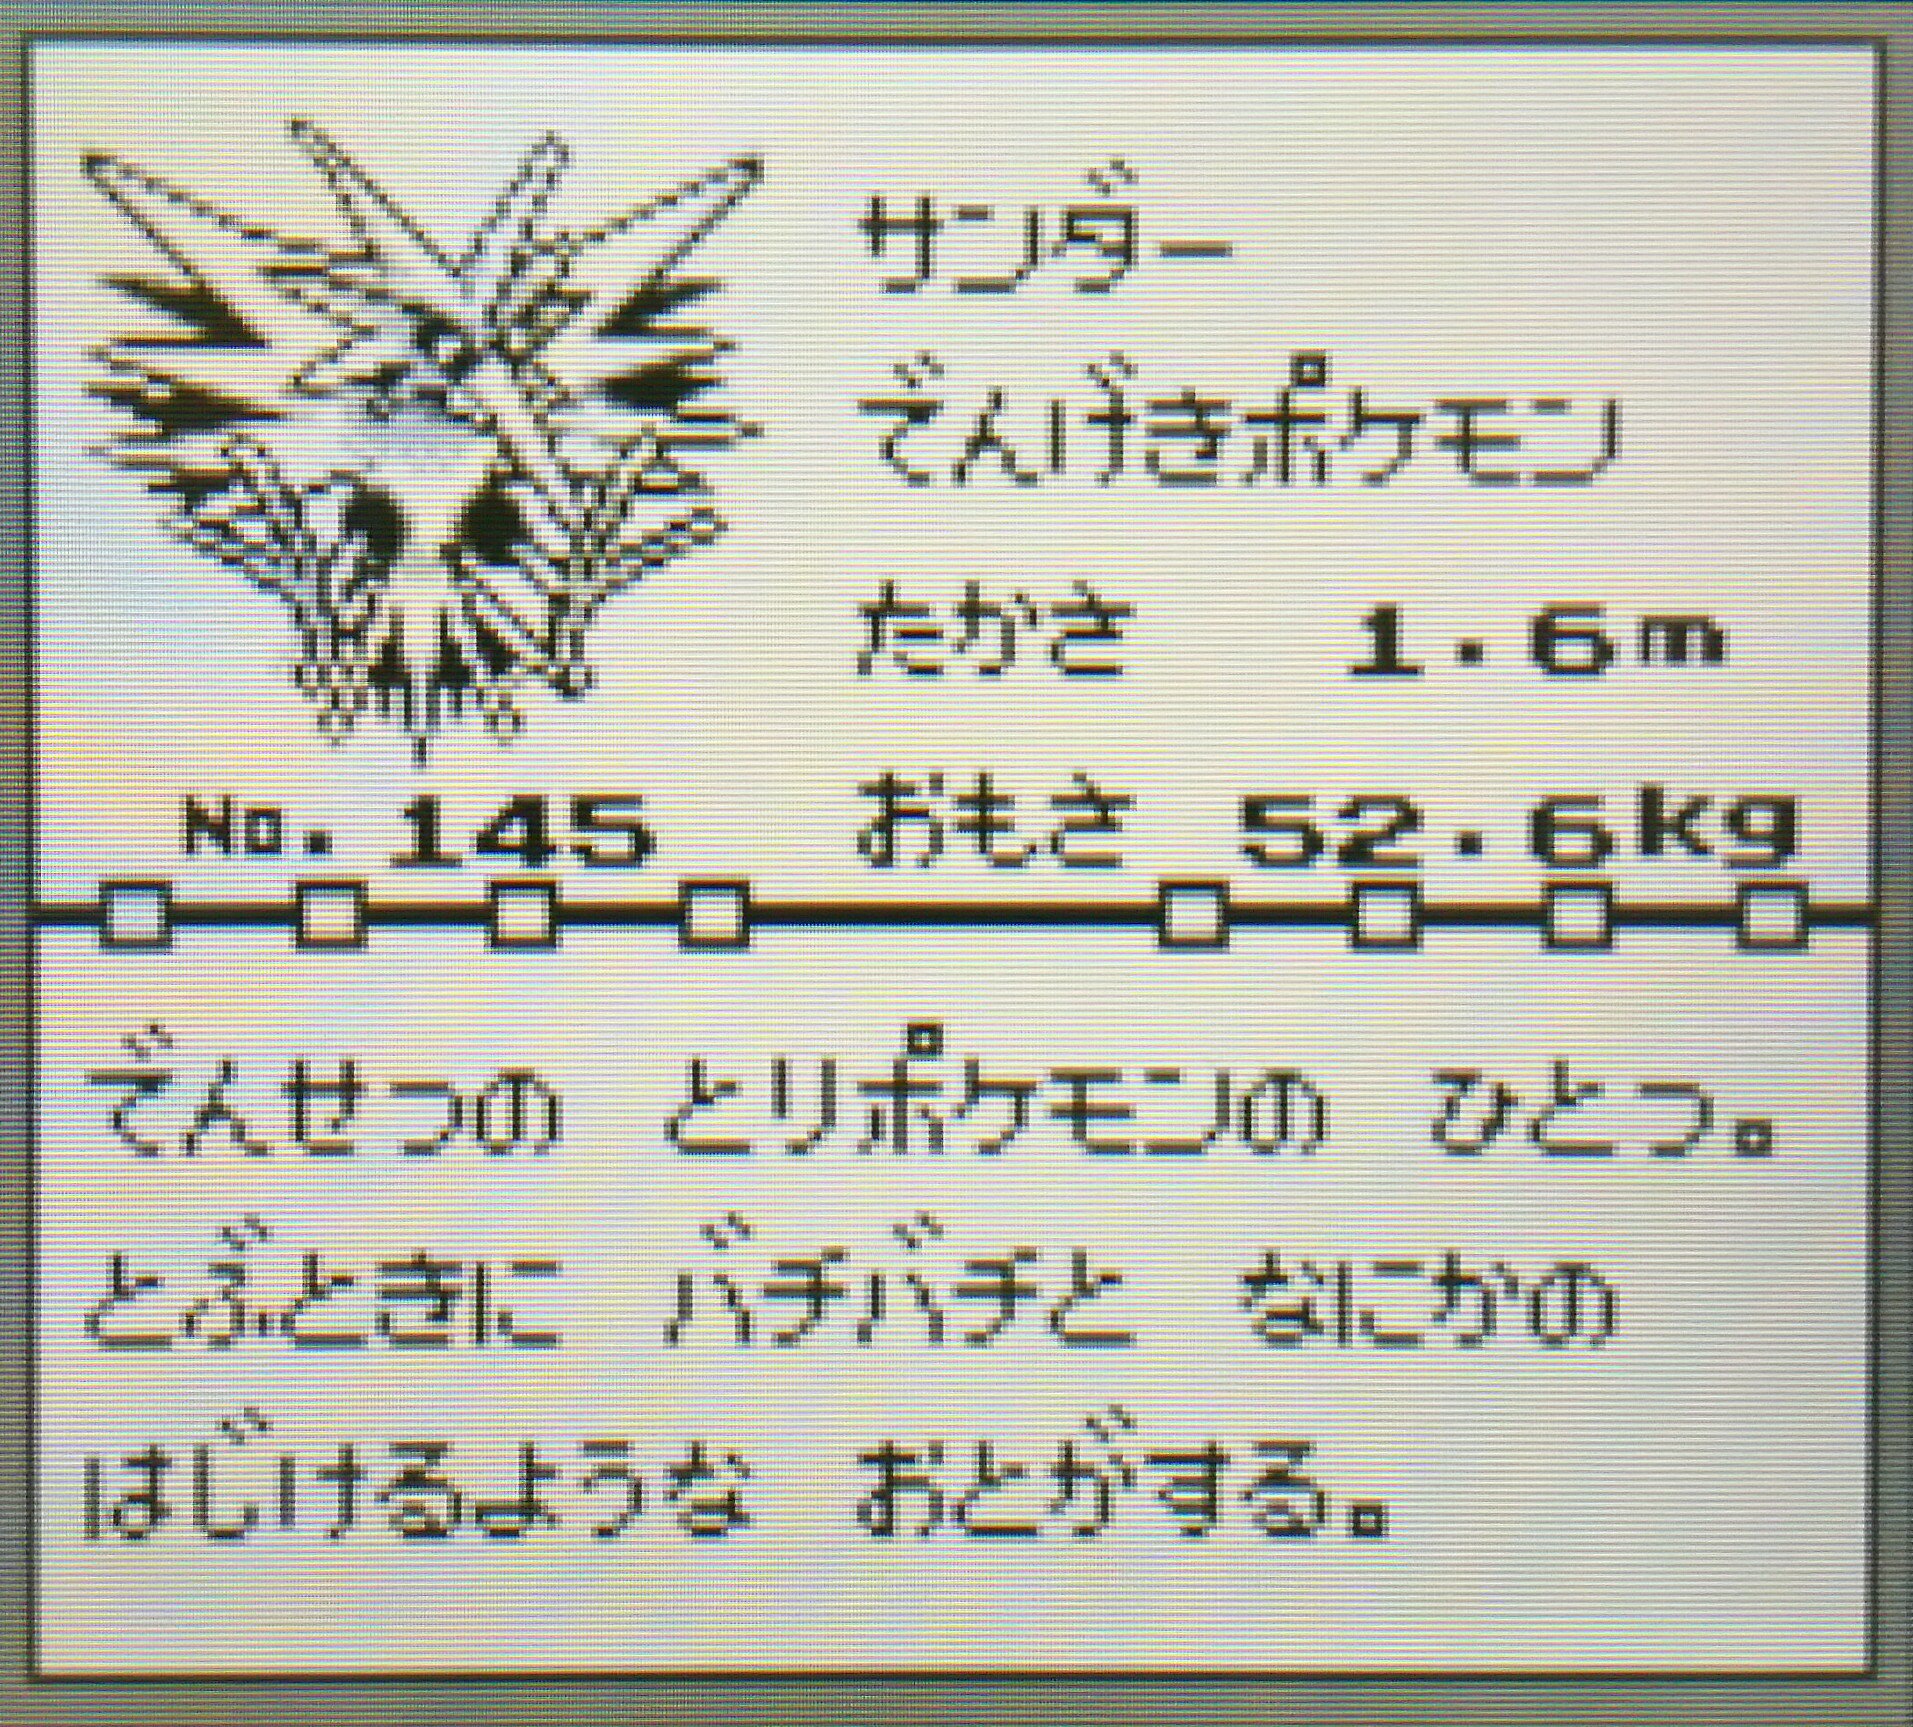 サンダー
でんげきポケモン
たかさ 1.6m
No.145 おもさ 52.6kg
でんせつの とりポケモンの ひとつ。
とぶときに バチバチと なにかの
はじけるような おとがする。